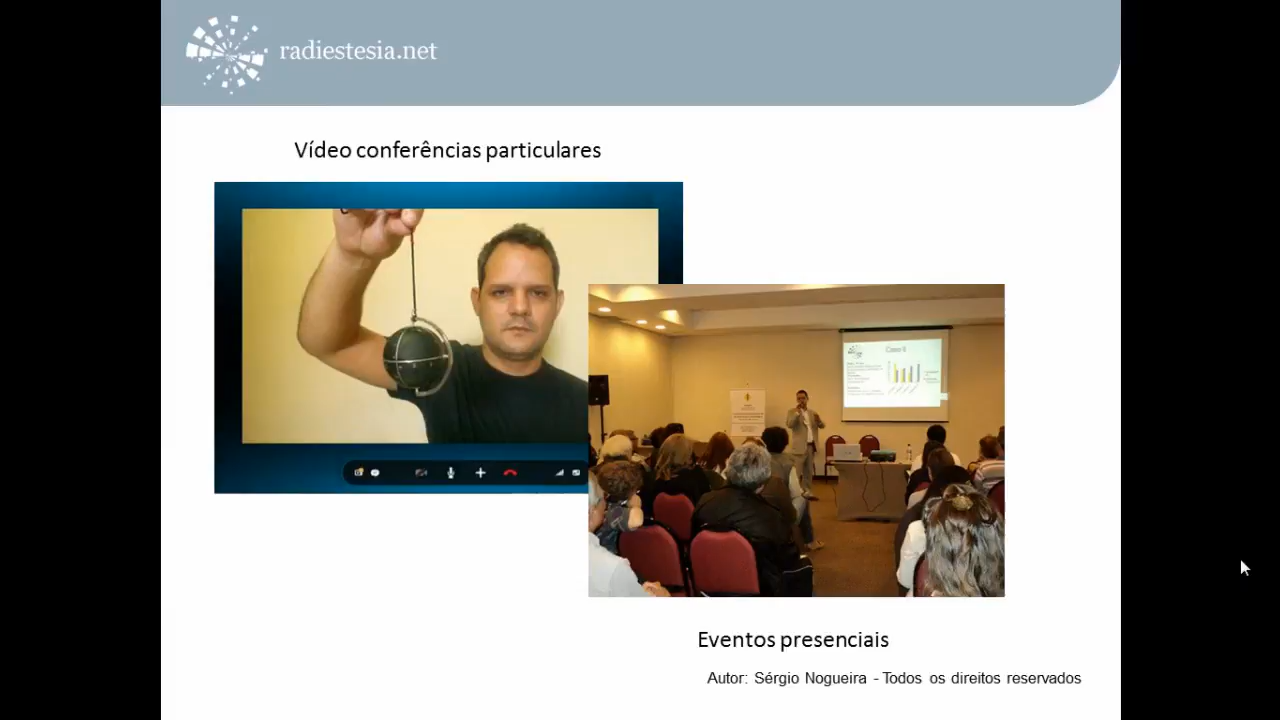 radiestesia.net
Vídeo conferências particulares
Eventos presenciais
Autor: Sérgio Nogueira - Todos os direitos reservados